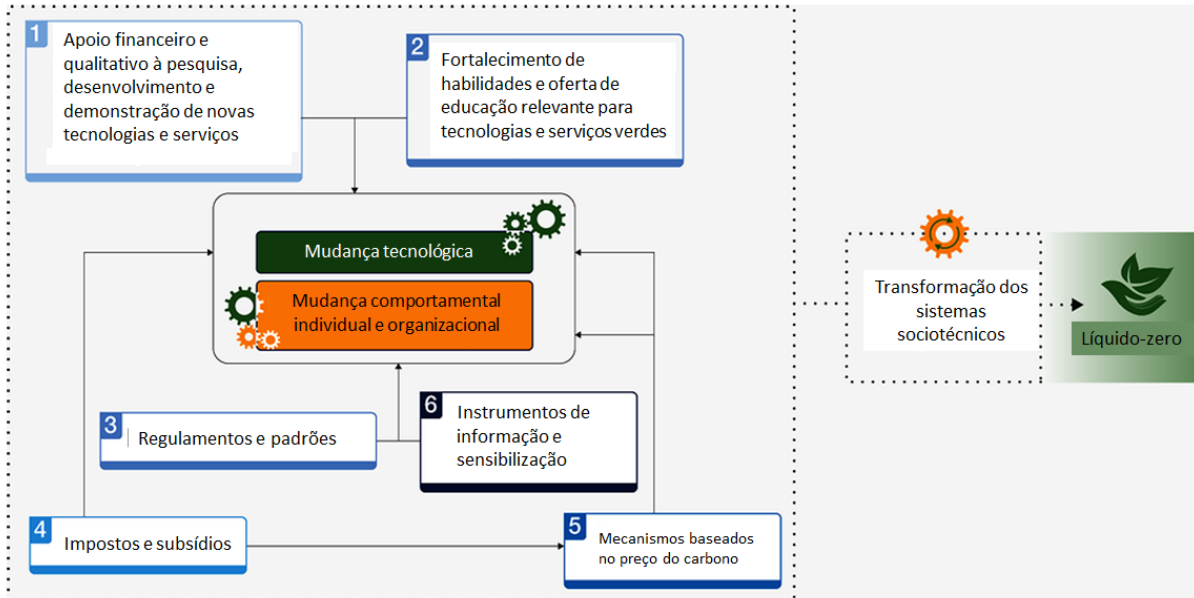 1
Apoio financeiro e
qualitativo à pesquisa,
desenvolvimento e
demonstração de novas
tecnologias e serviços
2
Fortalecimento de
habilidades e oferta de
educação relevante para
tecnologias e serviços verdes
Mudança tecnológica
Mudança comportamental
individual e organizacional
3
Regulamentos e padrões
6
Instrumentos de
informação e
sensibilização
4
Impostos e subsídios
5
Mecanismos baseados
no preço do carbono
Transformação dos
sistemas
sociotécnicos
Líquido-zero